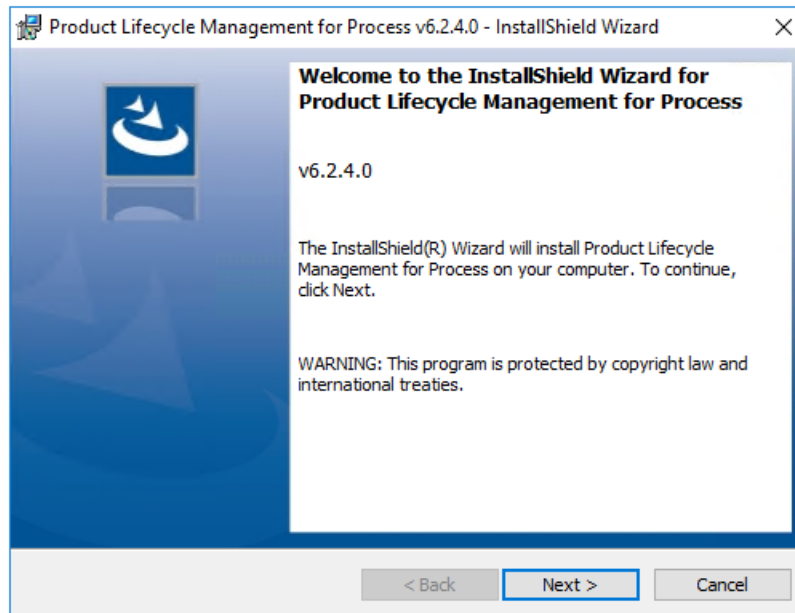 Product Lifecycle Management for Process v6.2.4.0 - InstallShield Wizard
Welcome to the InstallShield Wizard for
Product Lifecycle Management for Process
v6.2.4.0
The InstallShield(R) Wizard will install Product Lifecycle
Management for Process on your computer. To continue,
click Next.
WARNING: This program is protected by copyright law and
international treaties.
< Back Next > Cancel